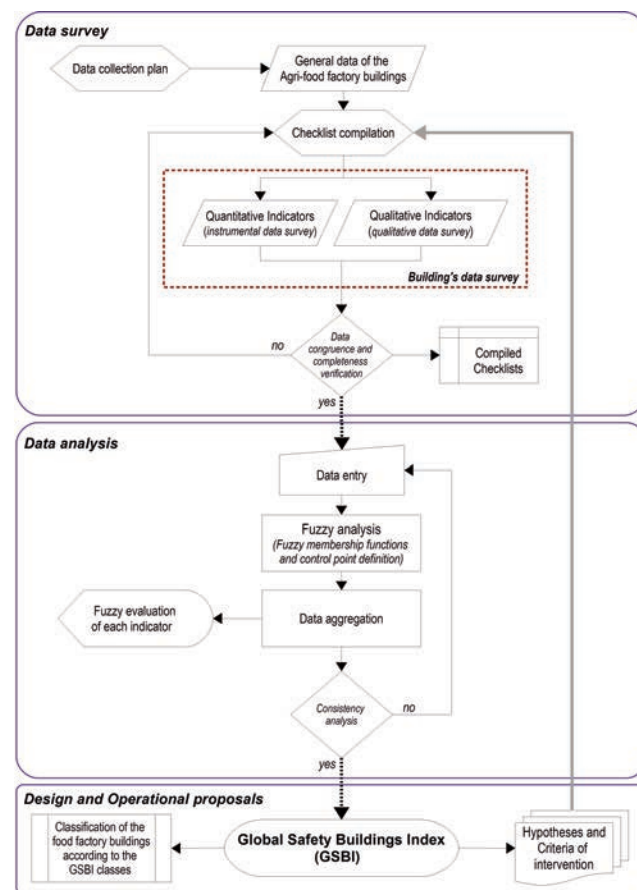 Data survey
Data collection plan
General data of the
Agri-food factory buildings
Checklist compilation
Quantitative Indicators
(instrumental data survey)
Qualitative Indicators
(qualitative data survey)
Building's data survey
no
Data
congruence and
completeness
verification
Compiled
Checklists
yes
Data analysis
Data entry
Fuzzy analysis
(Fuzzy membership functions
and control point definition)
Fuzzy evaluation
of each indicator
Data aggregation
Consistency
analysis
no
yes
Design and Operational proposals
Classification of the
food factory buildings
according to the
GSBI classes
Global Safety Buildings Index
(GSBI)
Hypotheses and
Criteria of
intervention